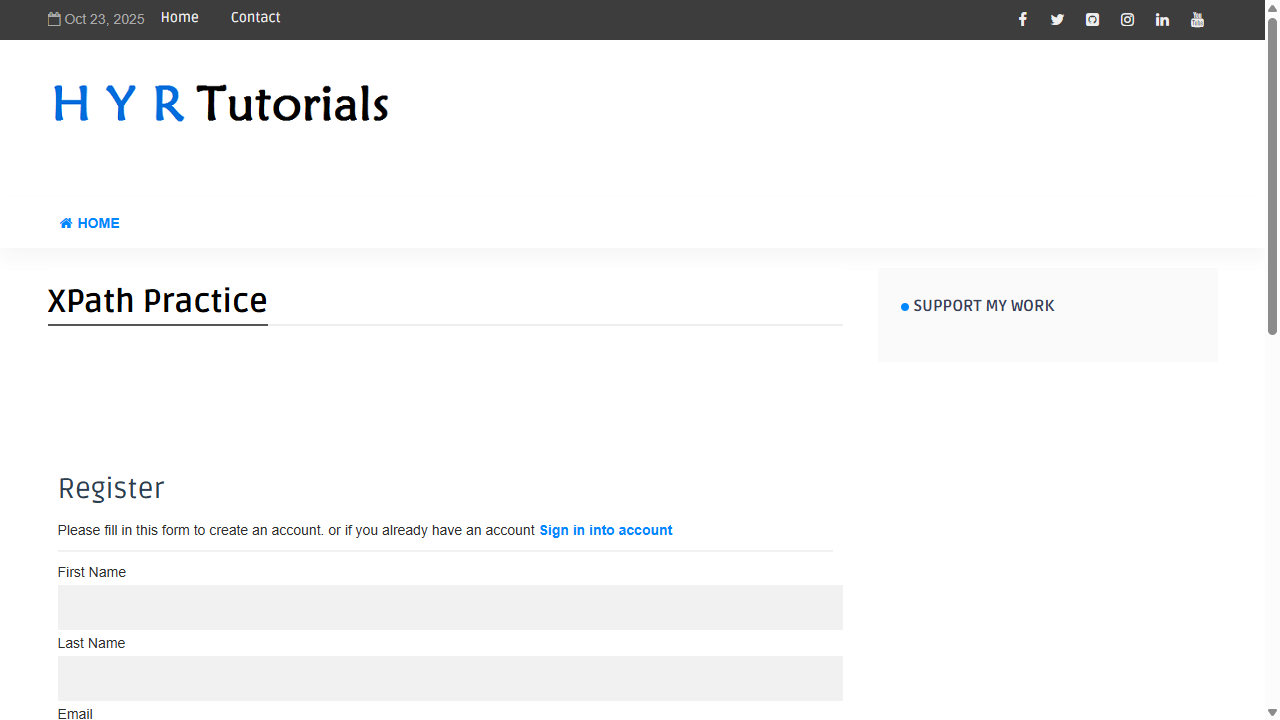 Oct 23, 2025 Home Contact
H Y R Tutorials
HOME
XPath Practice
SUPPORT MY WORK
Register
Please fill in this form to create an account. or if you already have an account Sign in into account
First Name
Last Name
Email